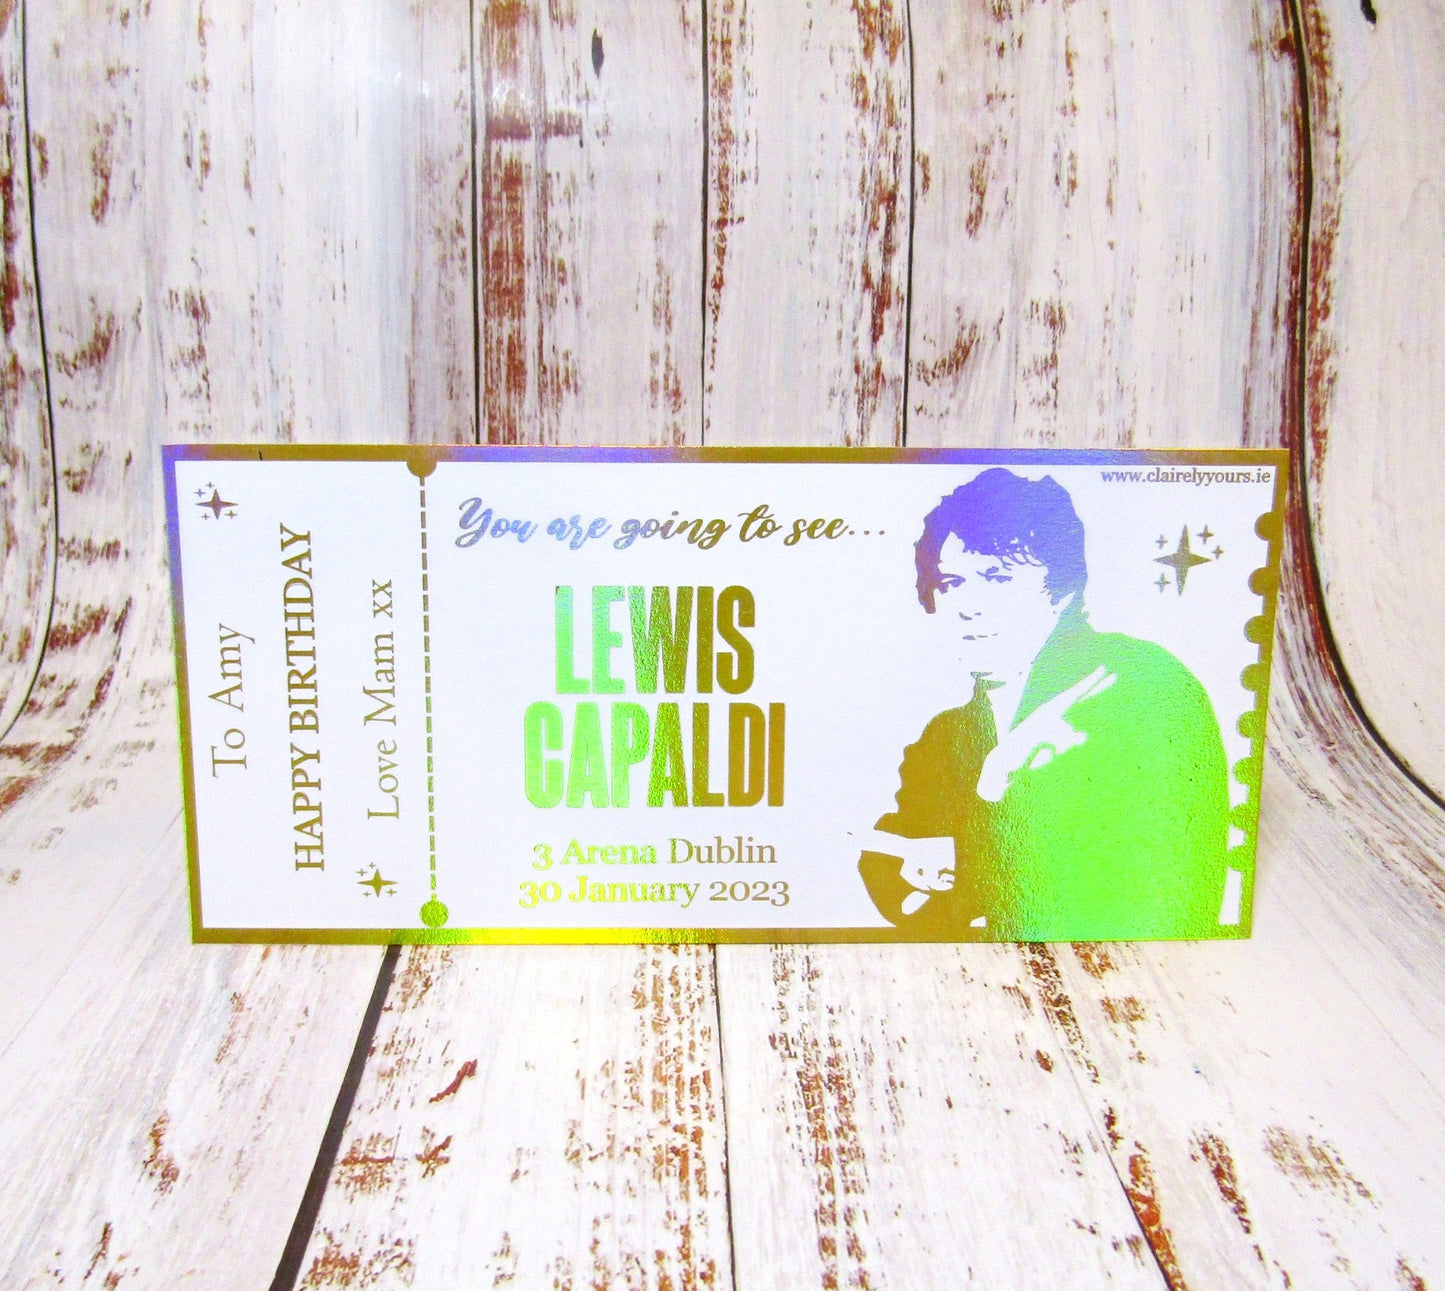 To Amy
HAPPY BIRTHDAY
Love Mam xx
You are going to see...
LEWIS
CAPALDI
3 Arena Dublin
30 January 2023
www.clairelyyours.ie